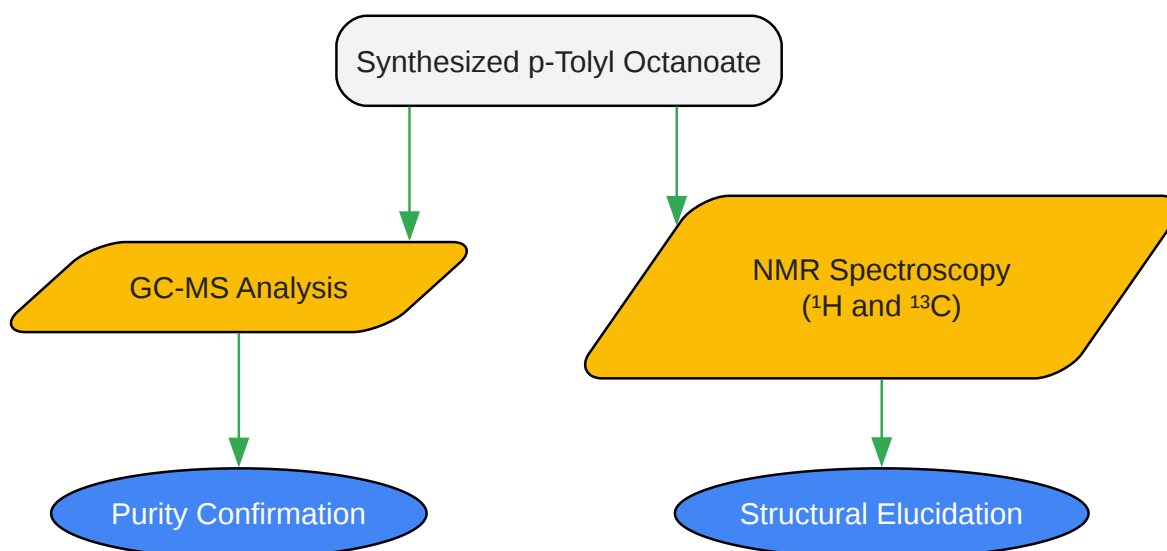 Synthesized p-Tolyl Octanoate
GC-MS Analysis
NMR Spectroscopy
(¹H and ¹³C)
Purity Confirmation
Structural Elucidation